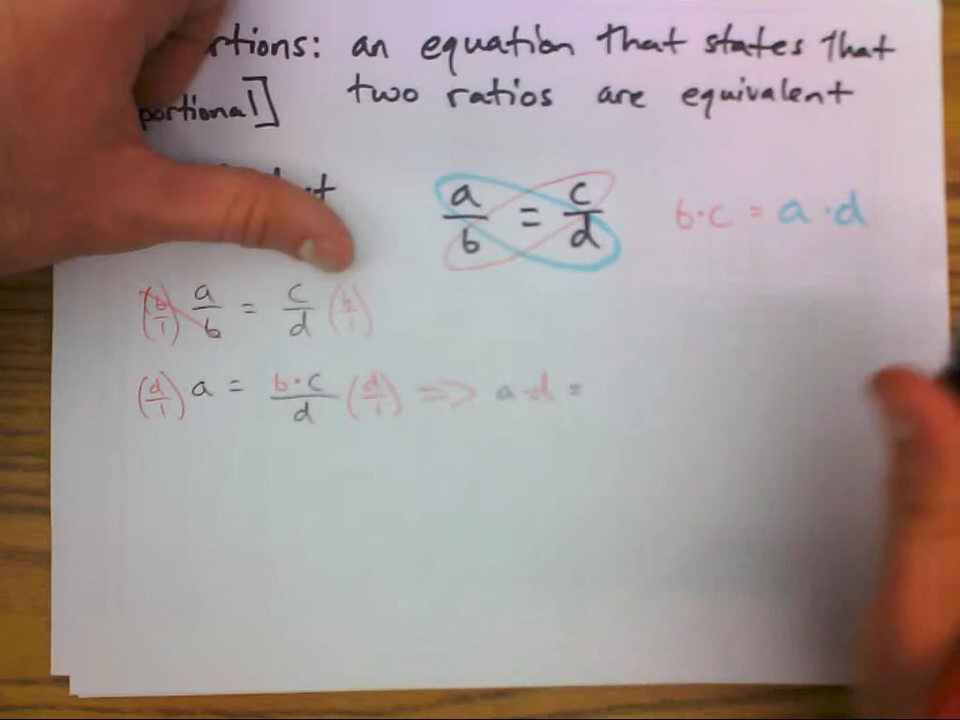 rtions: an equation that states that
portional] two ratios are equivalent
a/b = c/d b·c = a·d
(b/1) a/b = c/d (b/1)
(d/1) a = b·c/d (d/1) => a·d =